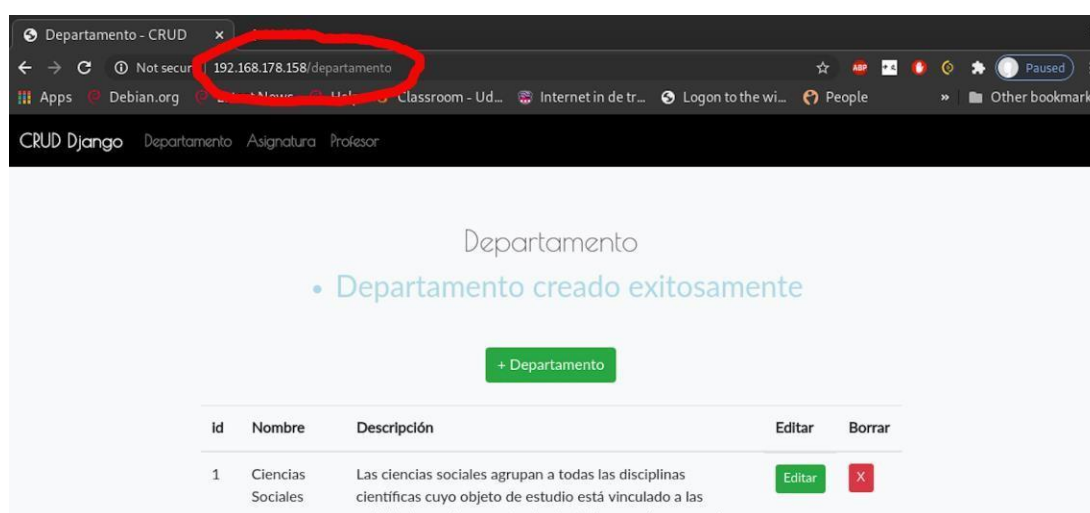 Departamento - CRUD
Not secur 192.168.178.158/departamento ABP Paused
Apps Debian.org Classroom - Ud... Internet in de tr... Logon to the wi... People » Other bookmark
CRUD Django Departamento Asignatura Profesor
Departamento
• Departamento creado exitosamente
+ Departamento
id Nombre Descripción Editar Borrar
1 Ciencias Las ciencias sociales agrupan a todas las disciplinas Editar X
Sociales científicas cuyo objeto de estudio está vinculado a las